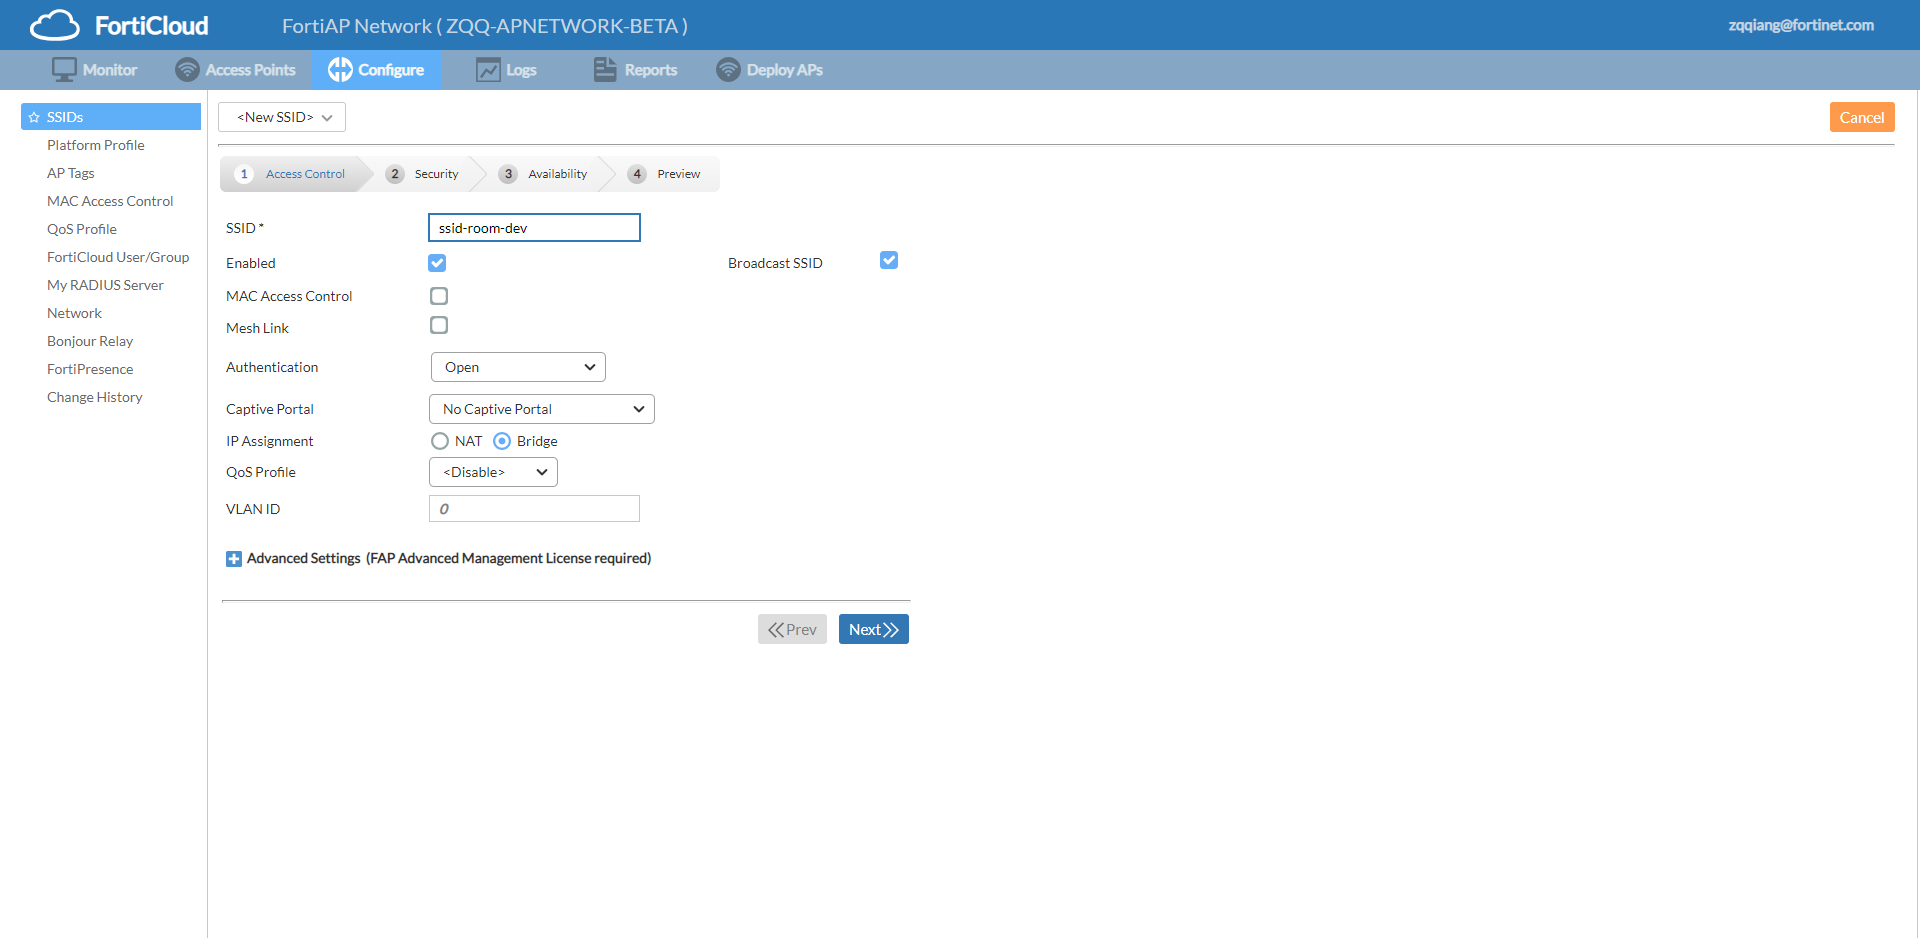 FortiCloud
FortiAP Network ( ZQQ-APNETWORK-BETA )
zqqiang@fortinet.com
Monitor
Access Points
Configure
Logs
Reports
Deploy APs
SSIDs
Platform Profile
AP Tags
MAC Access Control
QoS Profile
FortiCloud User/Group
My RADIUS Server
Network
Bonjour Relay
FortiPresence
Change History
<New SSID>
Cancel
1 Access Control
2 Security
3 Availability
4 Preview
SSID * ssid-room-dev
Enabled
Broadcast SSID
MAC Access Control
Mesh Link
Authentication Open
Captive Portal No Captive Portal
IP Assignment NAT Bridge
QoS Profile <Disable>
VLAN ID 0
Advanced Settings (FAP Advanced Management License required)
Prev
Next